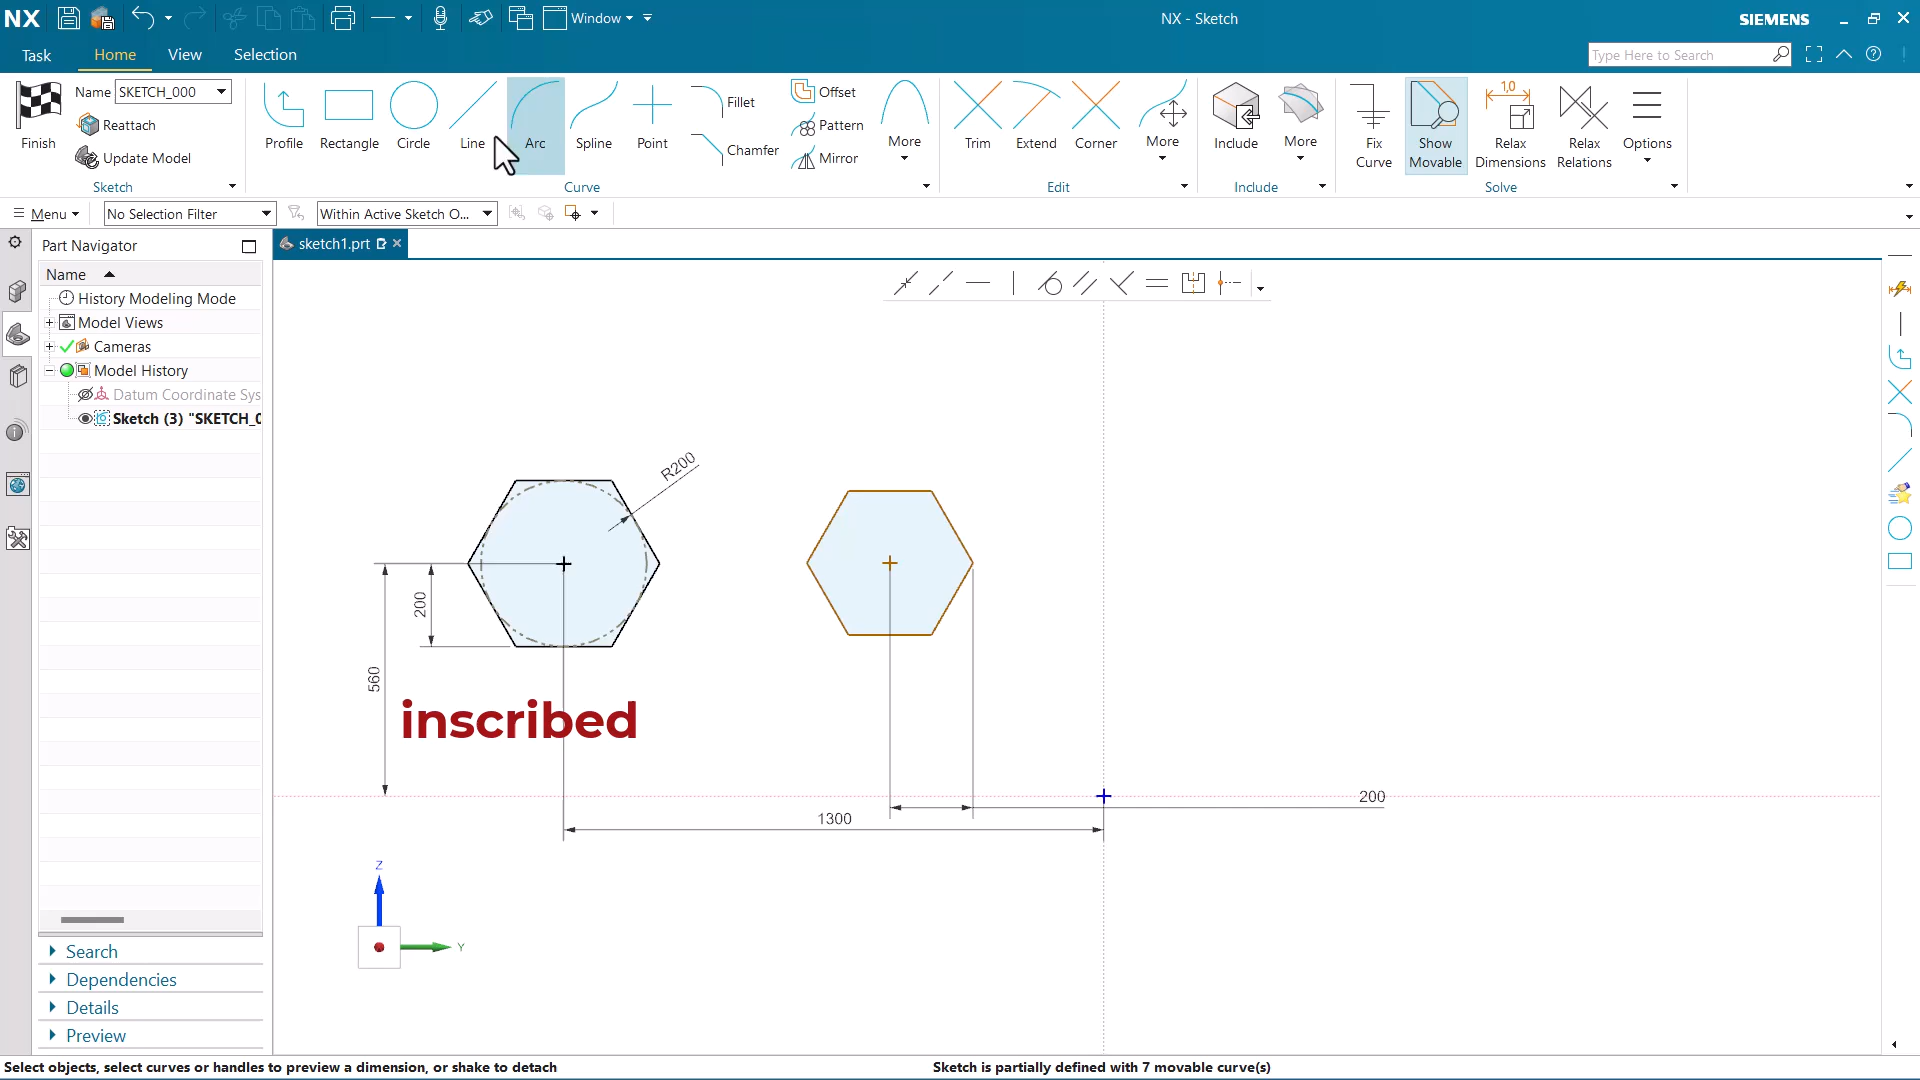 NX
Window
NX - Sketch
SIEMENS
Task
Home
View
Selection
Type Here to Search
Finish
Name
SKETCH_000
Reattach
Update Model
Sketch
Profile
Rectangle
Circle
Line
Arc
Spline
Point
Fillet
Chamfer
Offset
Pattern
Mirror
More
Curve
Trim
Extend
Corner
More
Edit
Include
More
Include
Fix
Curve
Show
Movable
1,0
Relax
Dimensions
Relax
Relations
Options
Solve
Menu
No Selection Filter
Within Active Sketch O...
Part Navigator
sketch1.prt
Name
History Modeling Mode
Model Views
Cameras
Model History
Datum Coordinate Sys
Sketch (3) "SKETCH_0
R200
200
560
inscribed
200
1300
Z
Y
Search
Dependencies
Details
Preview
Select objects, select curves or handles to preview a dimension, or shake to detach
Sketch is partially defined with 7 movable curve(s)